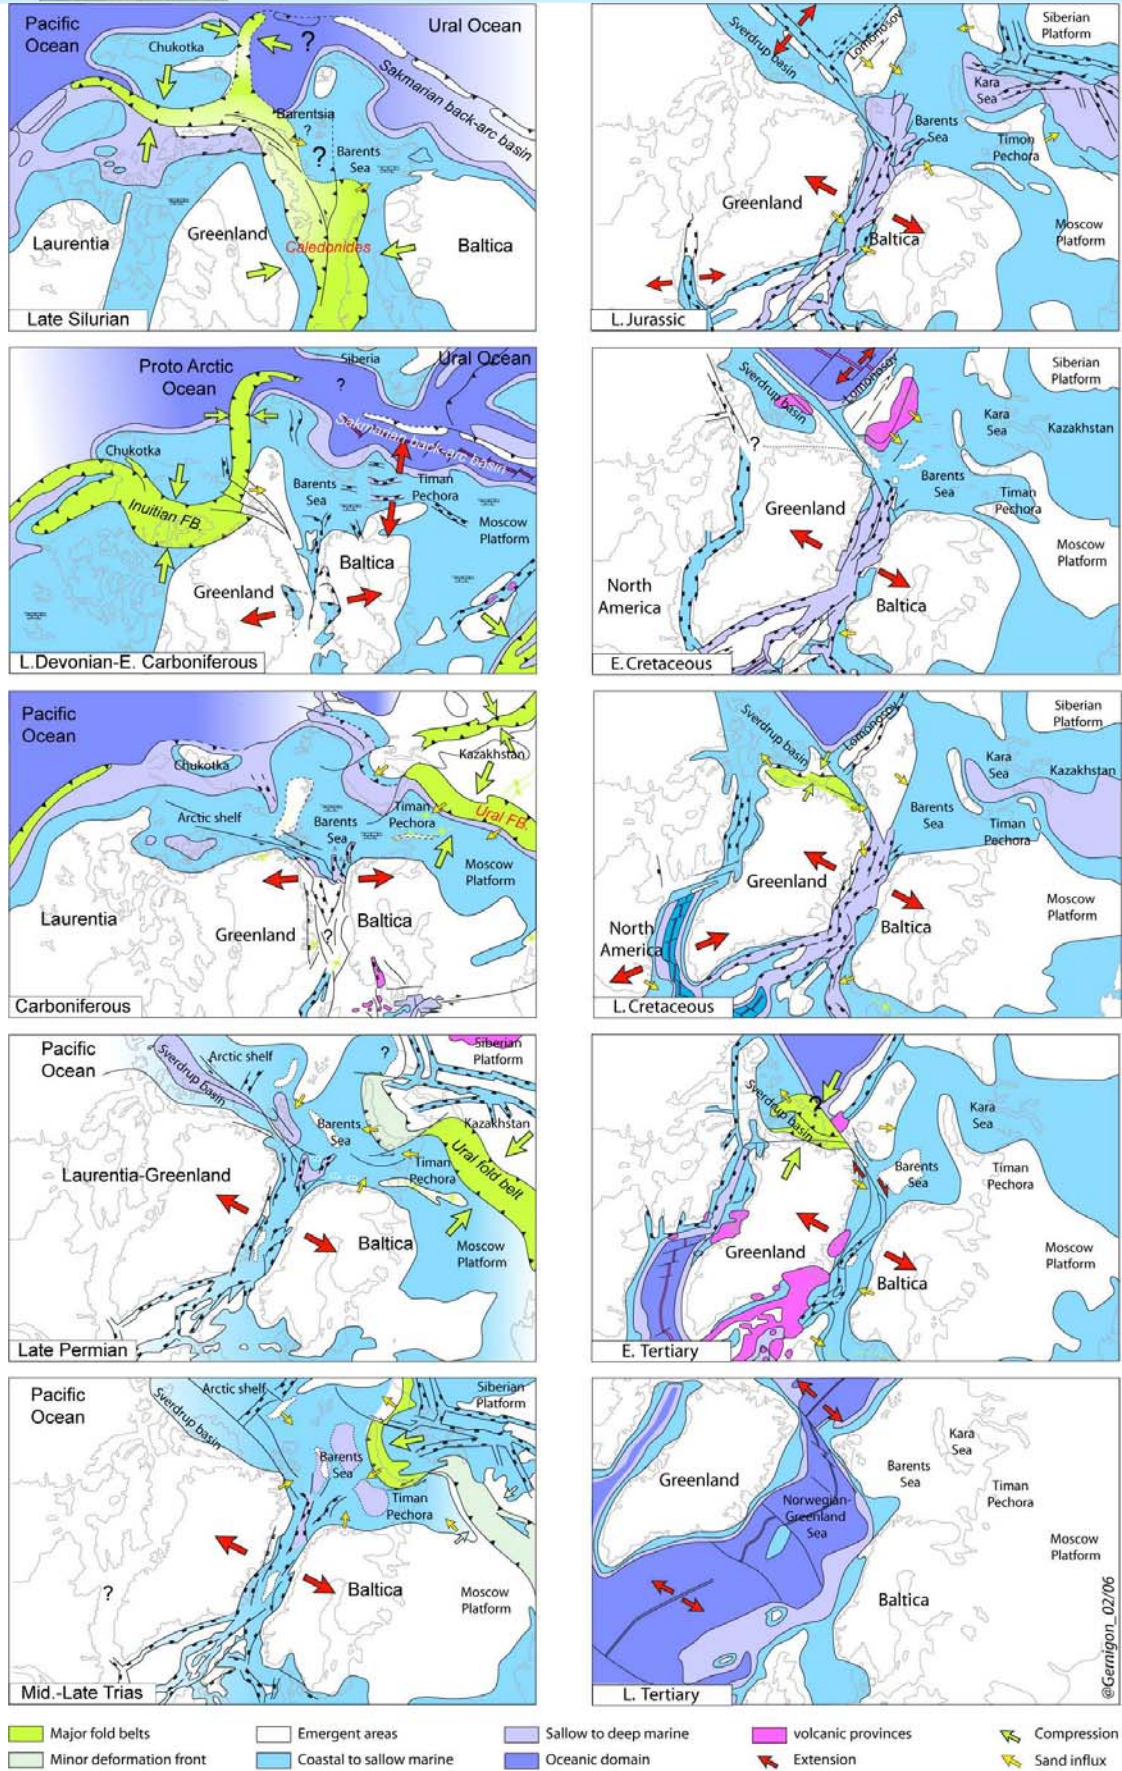 Pacific
Ocean
Chukotka
?
Ural Ocean
Sakmarian back-arc basin
Barentsia
?
?
Barents
Sea
Laurentia
Greenland
Caledonides
Baltica
Late Silurian
Proto Arctic
Ocean
Siberia
?
Ural Ocean
Sakmarian back-arc basin
Chukotka
Inuitian FB.
Barents
Sea
Timan
Pechora
Moscow
Platform
Baltica
Greenland
L.Devonian-E. Carboniferous
Pacific
Ocean
Chukotka
Kazakhstan
Arctic shelf
Barents
Sea
Timan
Pechora
Ural FB.
Moscow
Platform
Laurentia
Greenland
?
Baltica
Carboniferous
Pacific
Ocean
Sverdrup basin
Arctic shelf
?
Siberian
Platform
Barents
Sea
Kazakhstan
Ural fold belt
Timan
Pechora
Laurentia-Greenland
Baltica
Moscow
Platform
Late Permian
Pacific
Ocean
Arctic shelf
Sverdrup basin
Siberian
Platform
Barents
Sea
Timan
Pechora
?
Baltica
Moscow
Platform
Mid.-Late Trias
Sverdrup basin
Lomonosov
Siberian
Platform
Kara
Sea
Barents
Sea
Timon
Pechora
Greenland
Baltica
Moscow
Platform
L. Jurassic
Sverdrup basin
Lomonosov
Siberian
Platform
?
Kara
Sea
Kazakhstan
Barents
Sea
Timan
Pechora
Greenland
Moscow
Platform
North
America
Baltica
E. Cretaceous
Sverdrup basin
Lomonosov
Siberian
Platform
Kara
Sea
Kazakhstan
Barents
Sea
Timan
Pechora
Greenland
Moscow
Platform
North
America
Baltica
L. Cretaceous
Sverdrup basin
?
Kara
Sea
Barents
Sea
Timan
Pechora
Greenland
Baltica
Moscow
Platform
E. Tertiary
Greenland
Norwegian-
Greenland
Sea
Barents
Sea
Kara
Sea
Timan
Pechora
Moscow
Platform
Baltica
L. Tertiary
@Gernigon_02/06
Major fold belts
Emergent areas
Sallow to deep marine
volcanic provinces
Compression
Minor deformation front
Coastal to sallow marine
Oceanic domain
Extension
Sand influx